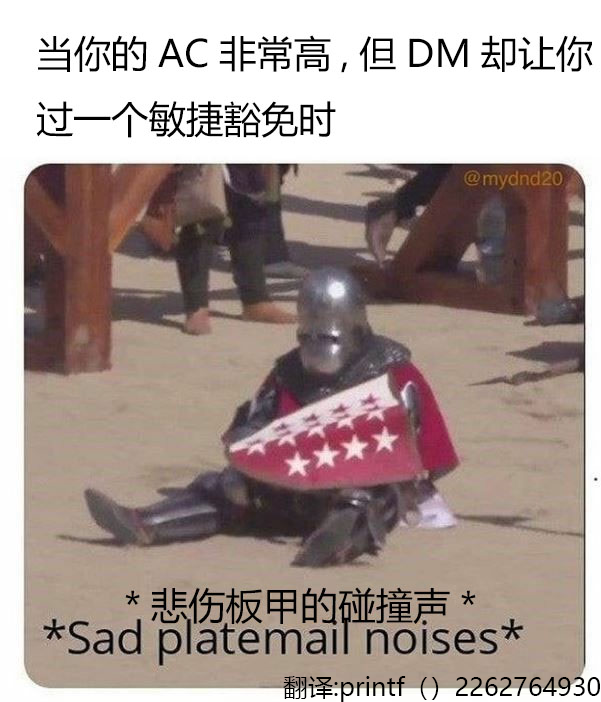 当你的 AC 非常高，但 DM 却让你
过一个敏捷豁免时
@mydnd20
* 悲伤板甲的碰撞声 *
*Sad platemail noises*
翻译:printf（）2262764930